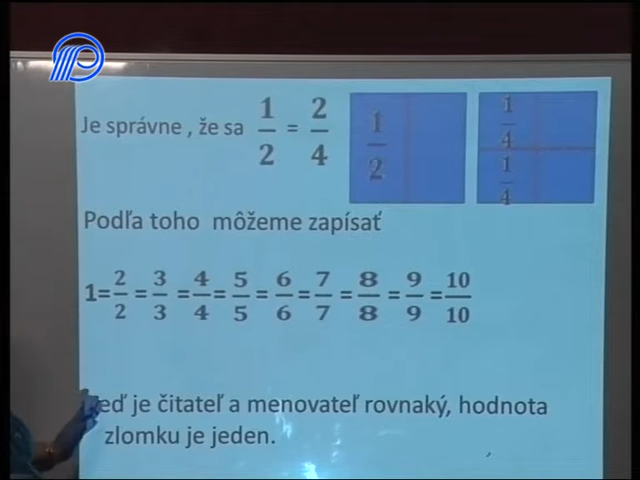 Je správne , že sa 1/2 = 2/4
1/2
1/4
1/4
Podľa toho môžeme zapísať
1=2/2=3/3=4/4=5/5=6/6=7/7=8/8=9/9=10/10
je čitateľ a menovateľ rovnaký, hodnota
zlomku je jeden.